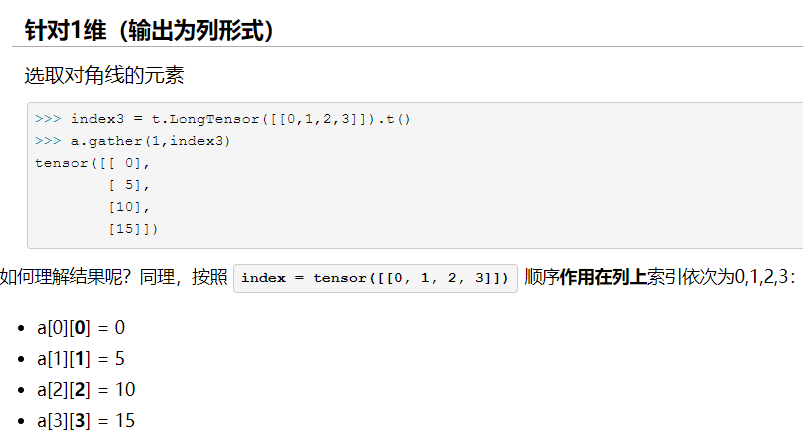 针对1维（输出为列形式）
选取对角线的元素
>>> index3 = t.LongTensor([[0,1,2,3]]).t()
>>> a.gather(1,index3)
tensor([[ 0],
        [ 5],
        [10],
        [15]])
如何理解结果呢？同理，按照 index = tensor([[0, 1, 2, 3]]) 顺序作用在列上索引依次为0,1,2,3：
• a[0][0] = 0
• a[1][1] = 5
• a[2][2] = 10
• a[3][3] = 15